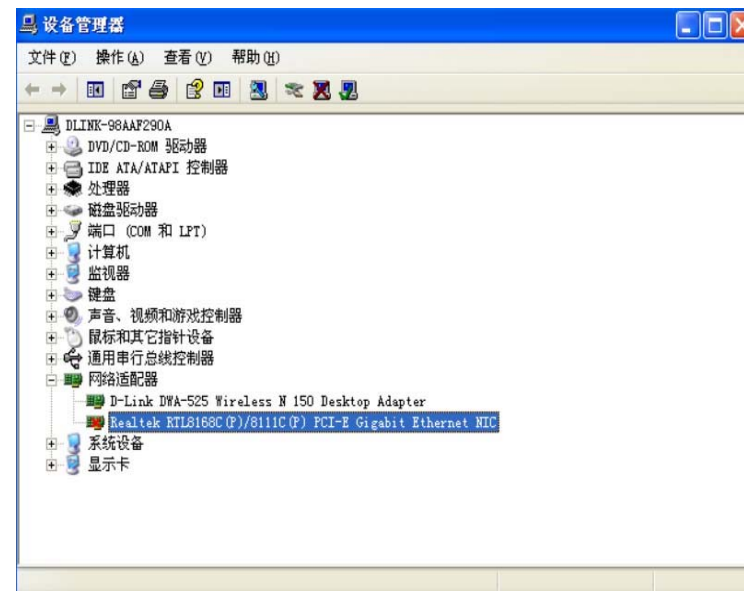 设备管理器
文件(F) 操作(A) 查看(V) 帮助(H)
DLINK-98AAF290A
DVD/CD-ROM 驱动器
IDE ATA/ATAPI 控制器
处理器
磁盘驱动器
端口 (COM 和 LPT)
计算机
监视器
键盘
声音、视频和游戏控制器
鼠标和其它指针设备
通用串行总线控制器
网络适配器
D-Link DWA-525 Wireless N 150 Desktop Adapter
Realtek RTL8168C(P)/8111C(P) PCI-E Gigabit Ethernet NIC
系统设备
显示卡